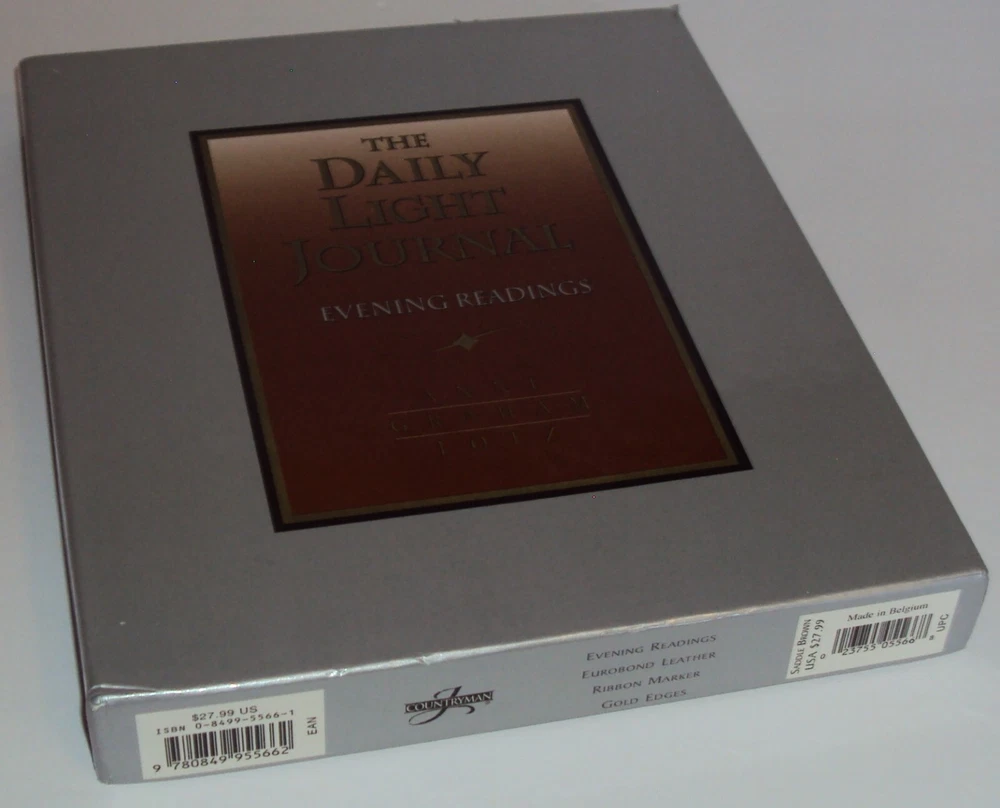 THE
DAILY
LIGHT
JOURNAL
EVENING READINGS
GRAHAM
LOTZ
$27.99 US
ISBN 0-8499-5566-1
9 780849 955662
EAN
J COUNTRYMAN
EVENING READINGS
EUROBOND LEATHER
RIBBON MARKER
GOLD EDGES
SADDLE BROWN
USA $27.99
Made in Belgium
0 23755 05566 8
UPC